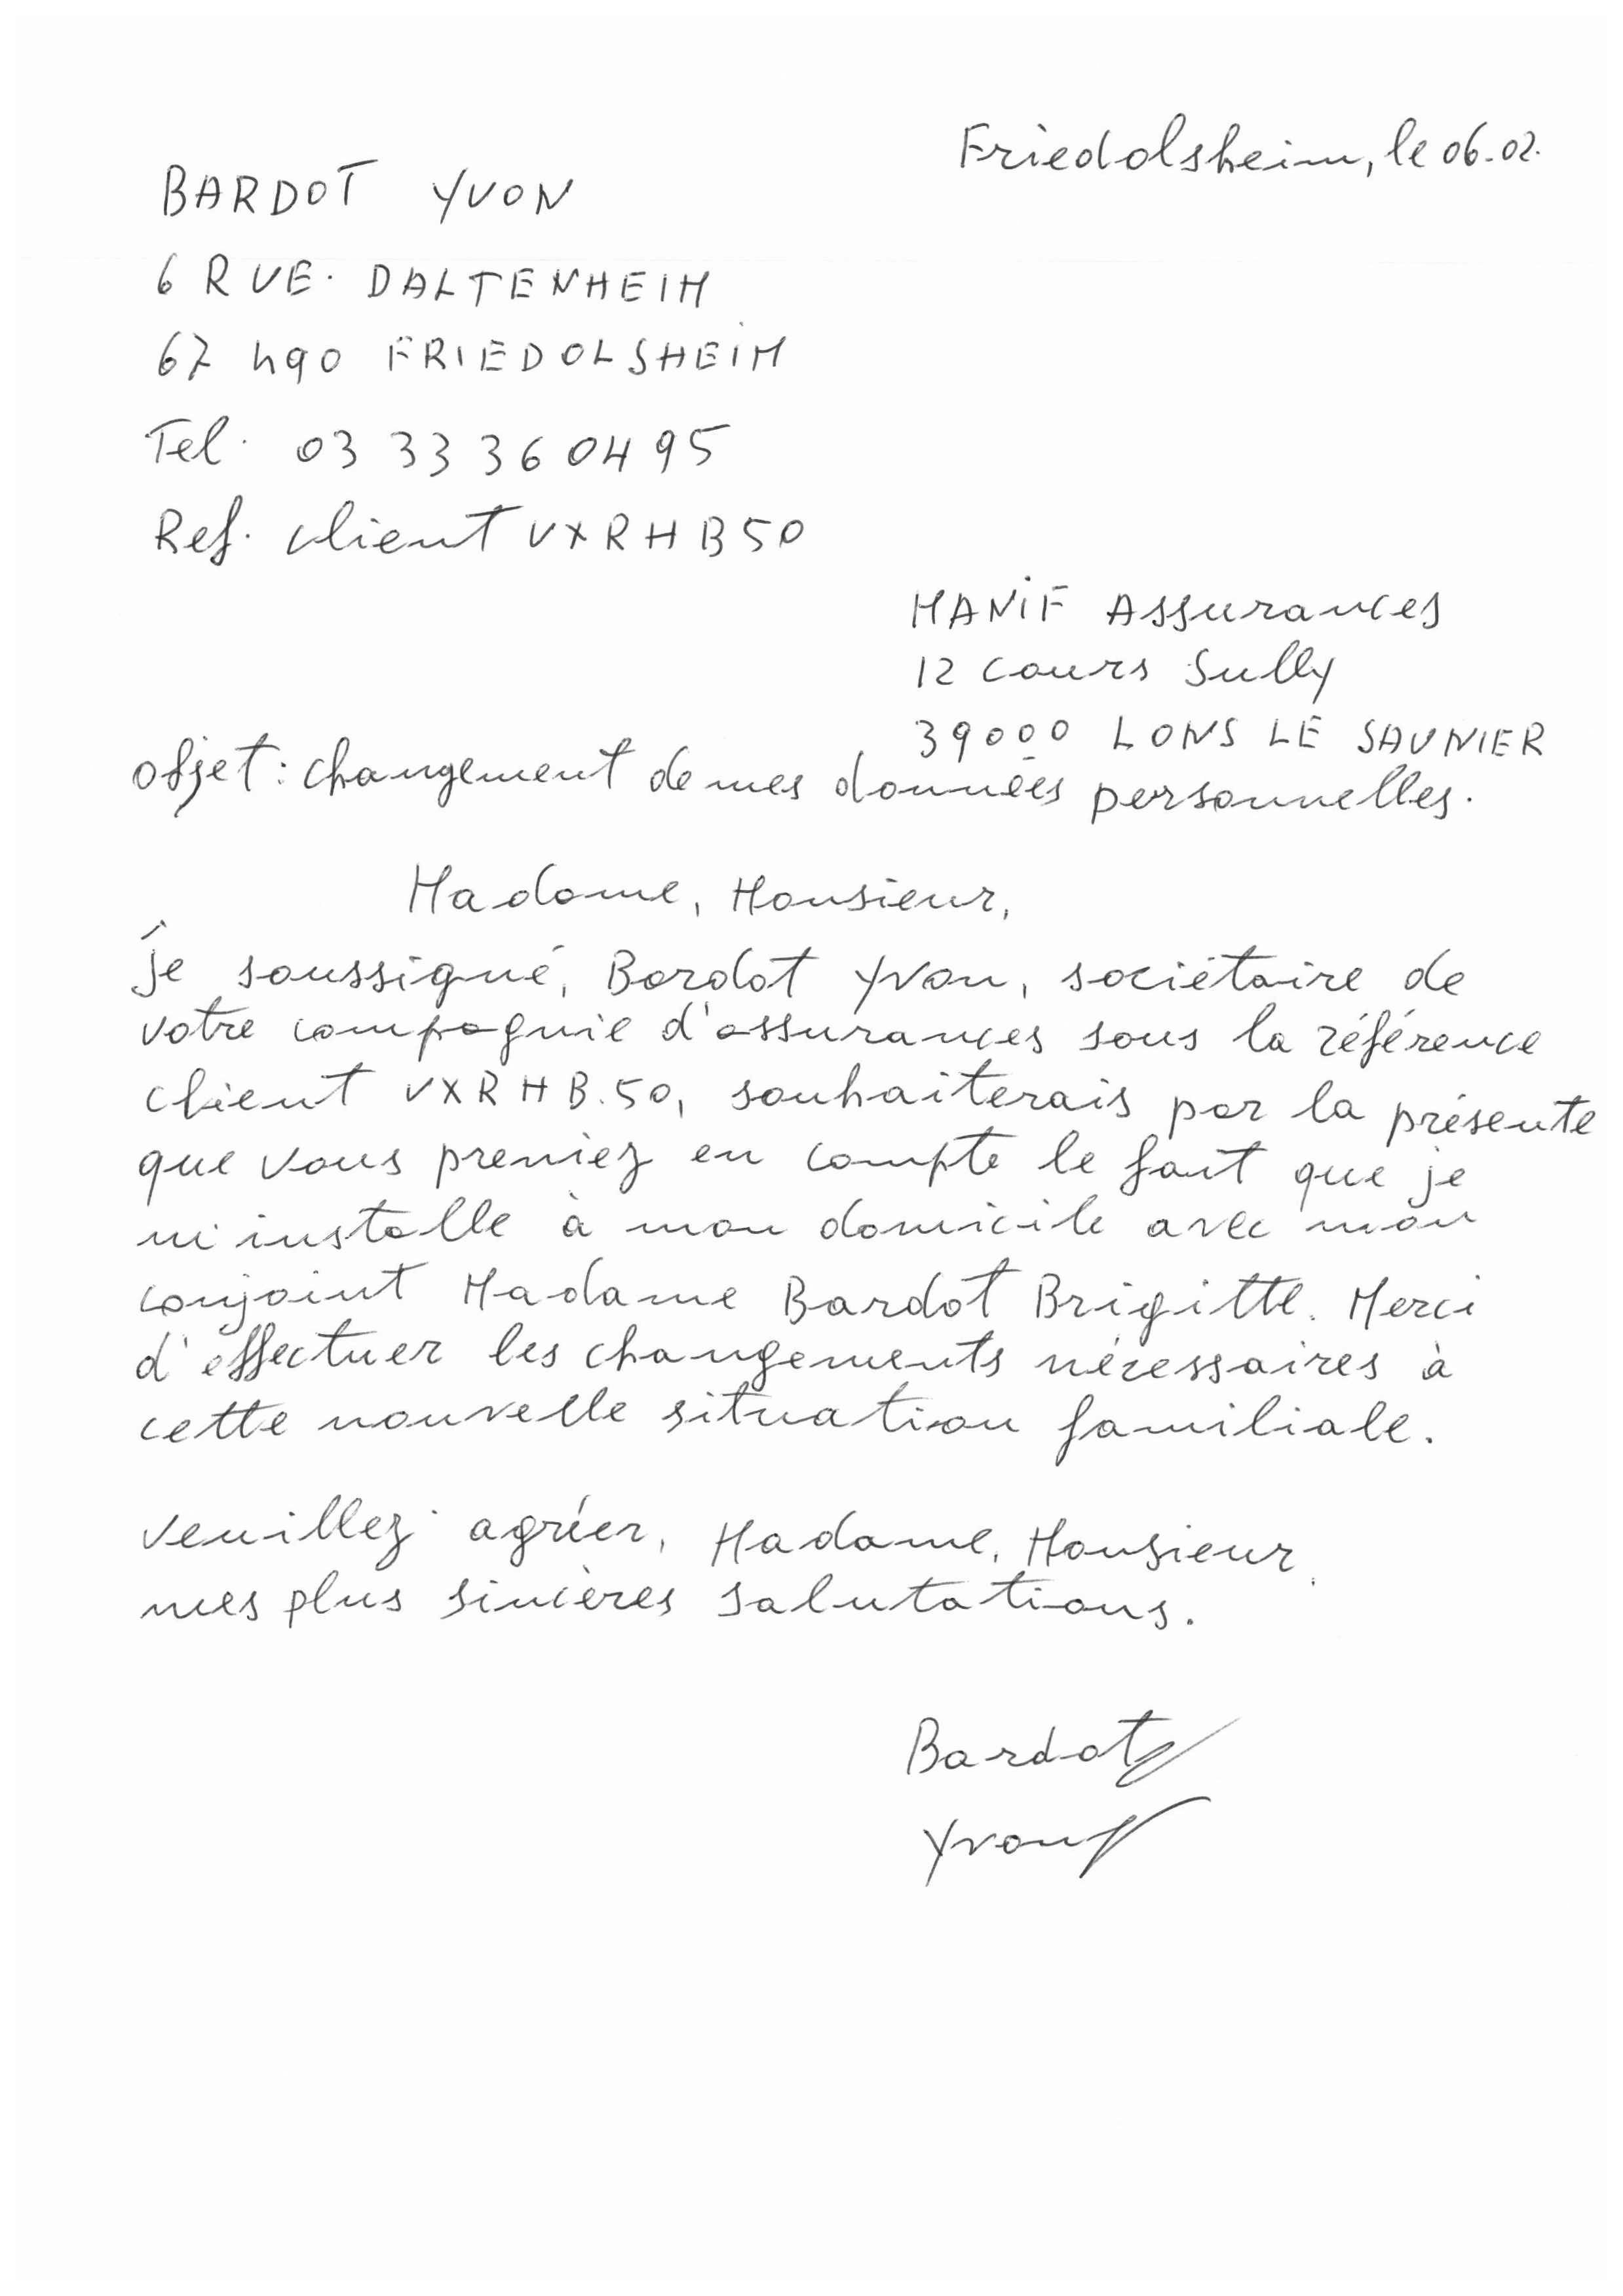 Friedolsheim, le 06.02.
BARDOT YVON
6 RUE. DALTENHEIM
67 490 FRIEDOLSHEIM
Tel. 03 33 36 04 95
Ref. client VXRHB50
MANIF Assurances
12 cours Sully
39000 LONS LE SAUNIER
objet : changement de mes données personnelles.
Madame, Monsieur,
je soussigné, Bardot Yvon, sociétaire de
votre compagnie d'assurances sous la référence
client VXRHB.50, souhaiterais par la présente
que vous preniez en compte le fait que je
m'installe à mon domicile avec mon
conjoint Madame Bardot Brigitte. Merci
d'effectuer les changements nécessaires à
cette nouvelle situation familiale.
veuillez agréer, Madame, Monsieur,
mes plus sincères salutations.
Bardot
Yvon